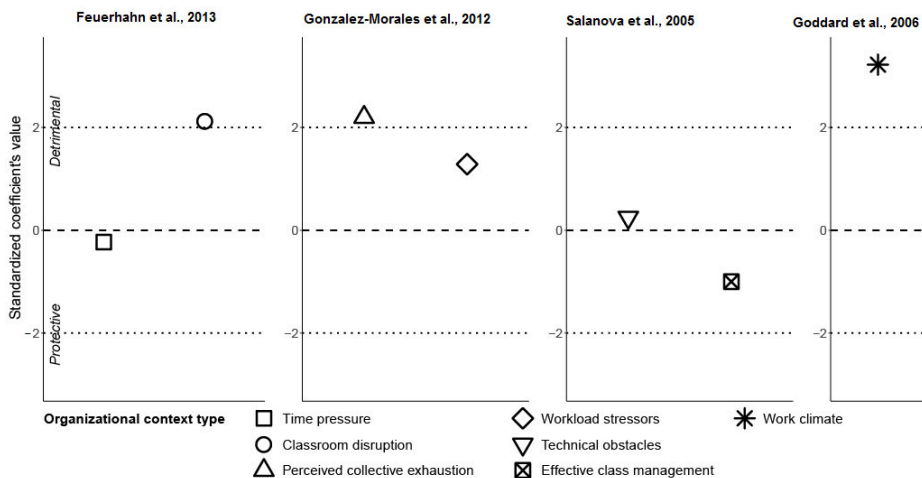 Feuerhahn et al., 2013
Gonzalez-Morales et al., 2012
Salanova et al., 2005
Goddard et al., 2006
Standardized coefficient's value
Detrimental
Protective
2
0
−2
2
0
−2
2
0
−2
2
0
−2
Organizational context type
Time pressure
Classroom disruption
Perceived collective exhaustion
Workload stressors
Technical obstacles
Effective class management
Work climate